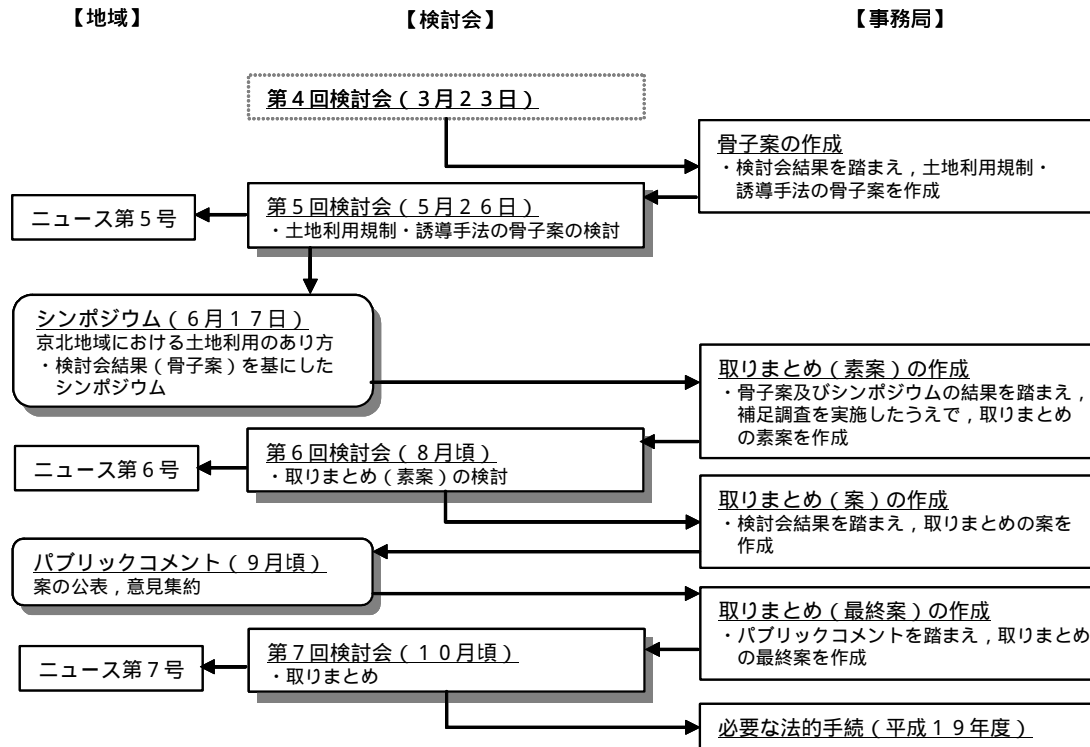 【地域】
【検討会】
【事務局】
第4回検討会(3月23日)
骨子案の作成
・検討会結果を踏まえ,土地利用規制・
誘導手法の骨子案を作成
ニュース第5号
第5回検討会(5月26日)
・土地利用規制・誘導手法の骨子案の検討
シンポジウム(6月17日)
京北地域における土地利用のあり方
・検討会結果(骨子案)を基にした
シンポジウム
取りまとめ(素案)の作成
・骨子案及びシンポジウムの結果を踏まえ,
補足調査を実施したうえで,取りまとめ
の素案を作成
ニュース第6号
第6回検討会(8月頃)
・取りまとめ(素案)の検討
取りまとめ(案)の作成
・検討会結果を踏まえ,取りまとめの案を
作成
パブリックコメント(9月頃)
案の公表,意見集約
取りまとめ(最終案)の作成
・パブリックコメントを踏まえ,取りまとめ
の最終案を作成
ニュース第7号
第7回検討会(10月頃)
・取りまとめ
必要な法的手続(平成19年度)